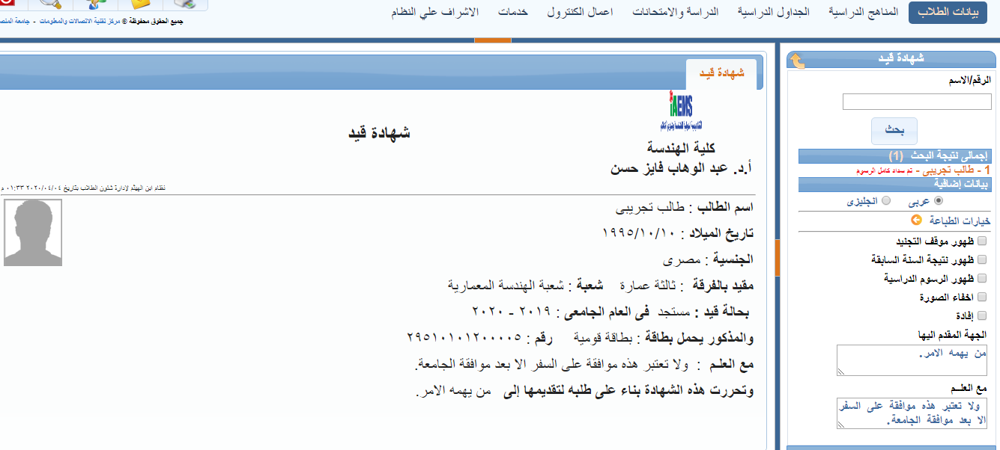 بيانات الطلاب المناهج الدراسية الجداول الدراسية الدراسة والامتحانات اعمال الكنترول خدمات الاشراف علي النظام
جميع الحقوق محفوظة © مركز تقنية الاتصالات والمعلومات - جامعة
شهادة قيد
الرقم/الاسم
بحث
إجمالى نتيجة البحث (1)
1 - طالب تجريبى - تم سداد كامل الرسوم
بيانات إضافية
عربى انجليزى
خيارات الطباعة
ظهور موقف التجنيد
ظهور نتيجة السنة السابقة
ظهور الرسوم الدراسية
اخفاء الصورة
إفادة
الجهة المقدم اليها
من يهمه الامر.
مع العلـم
ولا تعتبر هذه موافقة على السفر
الا بعد موافقة الجامعة.
شهادة قيد
iAEMS
شهادة قيد
كلية الهندسة
أ.د. عبد الوهاب فايز حسن
نظام ابن الهيثم لإدارة شئون الطلاب بتاريخ ٢٠٢٠/٠٤/٠٤ ٠١:٣٣ م
اسم الطالب : طالب تجريبى
تاريخ الميلاد : ١٩٩٥/١٠/١٠
الجنسية : مصرى
مقيد بالفرقة : ثالثة عمارة شعبة : شعبة الهندسة المعمارية
بحالة قيد : مستجد فى العام الجامعى : ٢٠١٩ - ٢٠٢٠
والمذكور يحمل بطاقة : بطاقة قومية رقم : ٢٩٥١٠١٠١٢٠٠٠٠٥
مع العلـم : ولا تعتبر هذه موافقة على السفر الا بعد موافقة الجامعة.
وتحررت هذه الشهادة بناء على طلبه لتقديمها إلى من يهمه الامر.